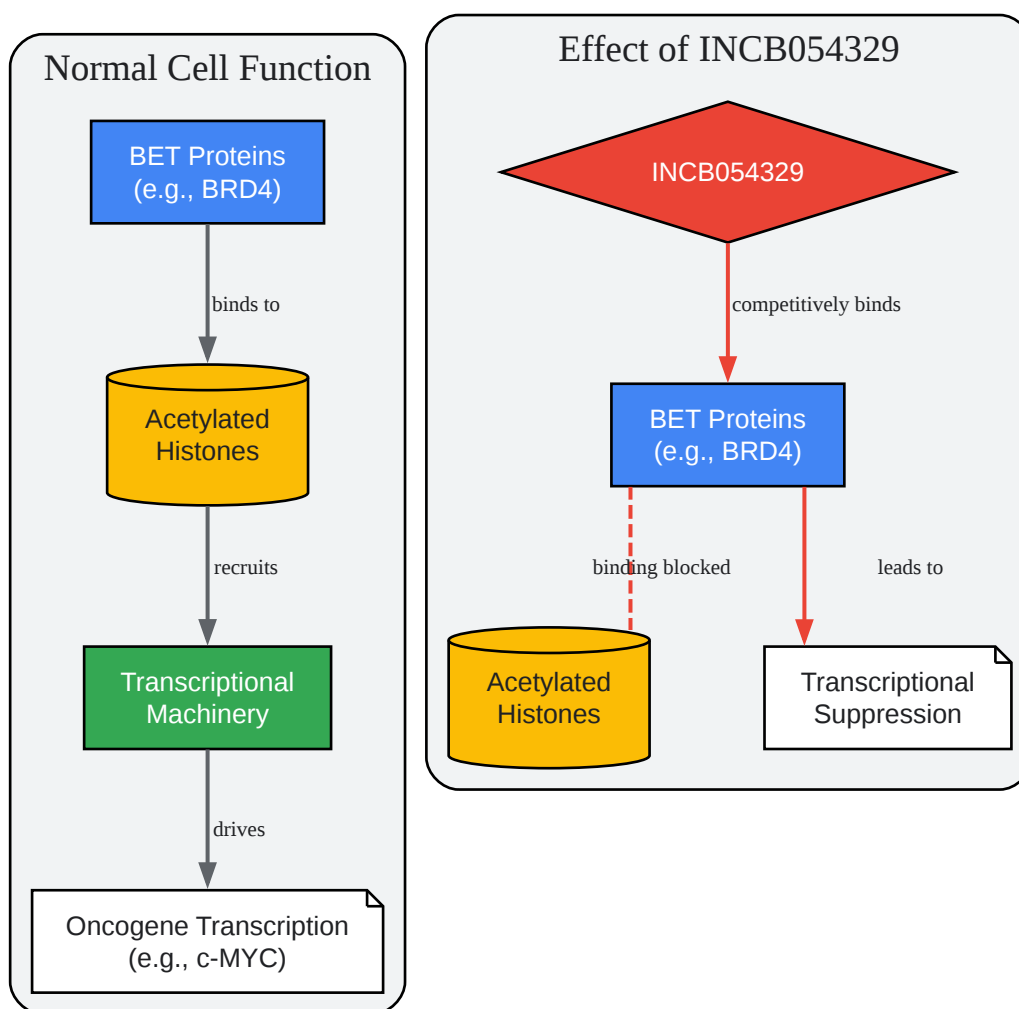 Normal Cell Function
BET Proteins
(e.g., BRD4)
binds to
Acetylated
Histones
recruits
Transcriptional
Machinery
drives
Oncogene Transcription
(e.g., c-MYC)
Effect of INCB054329
INCB054329
competitively binds
BET Proteins
(e.g., BRD4)
binding blocked
leads to
Acetylated
Histones
Transcriptional
Suppression